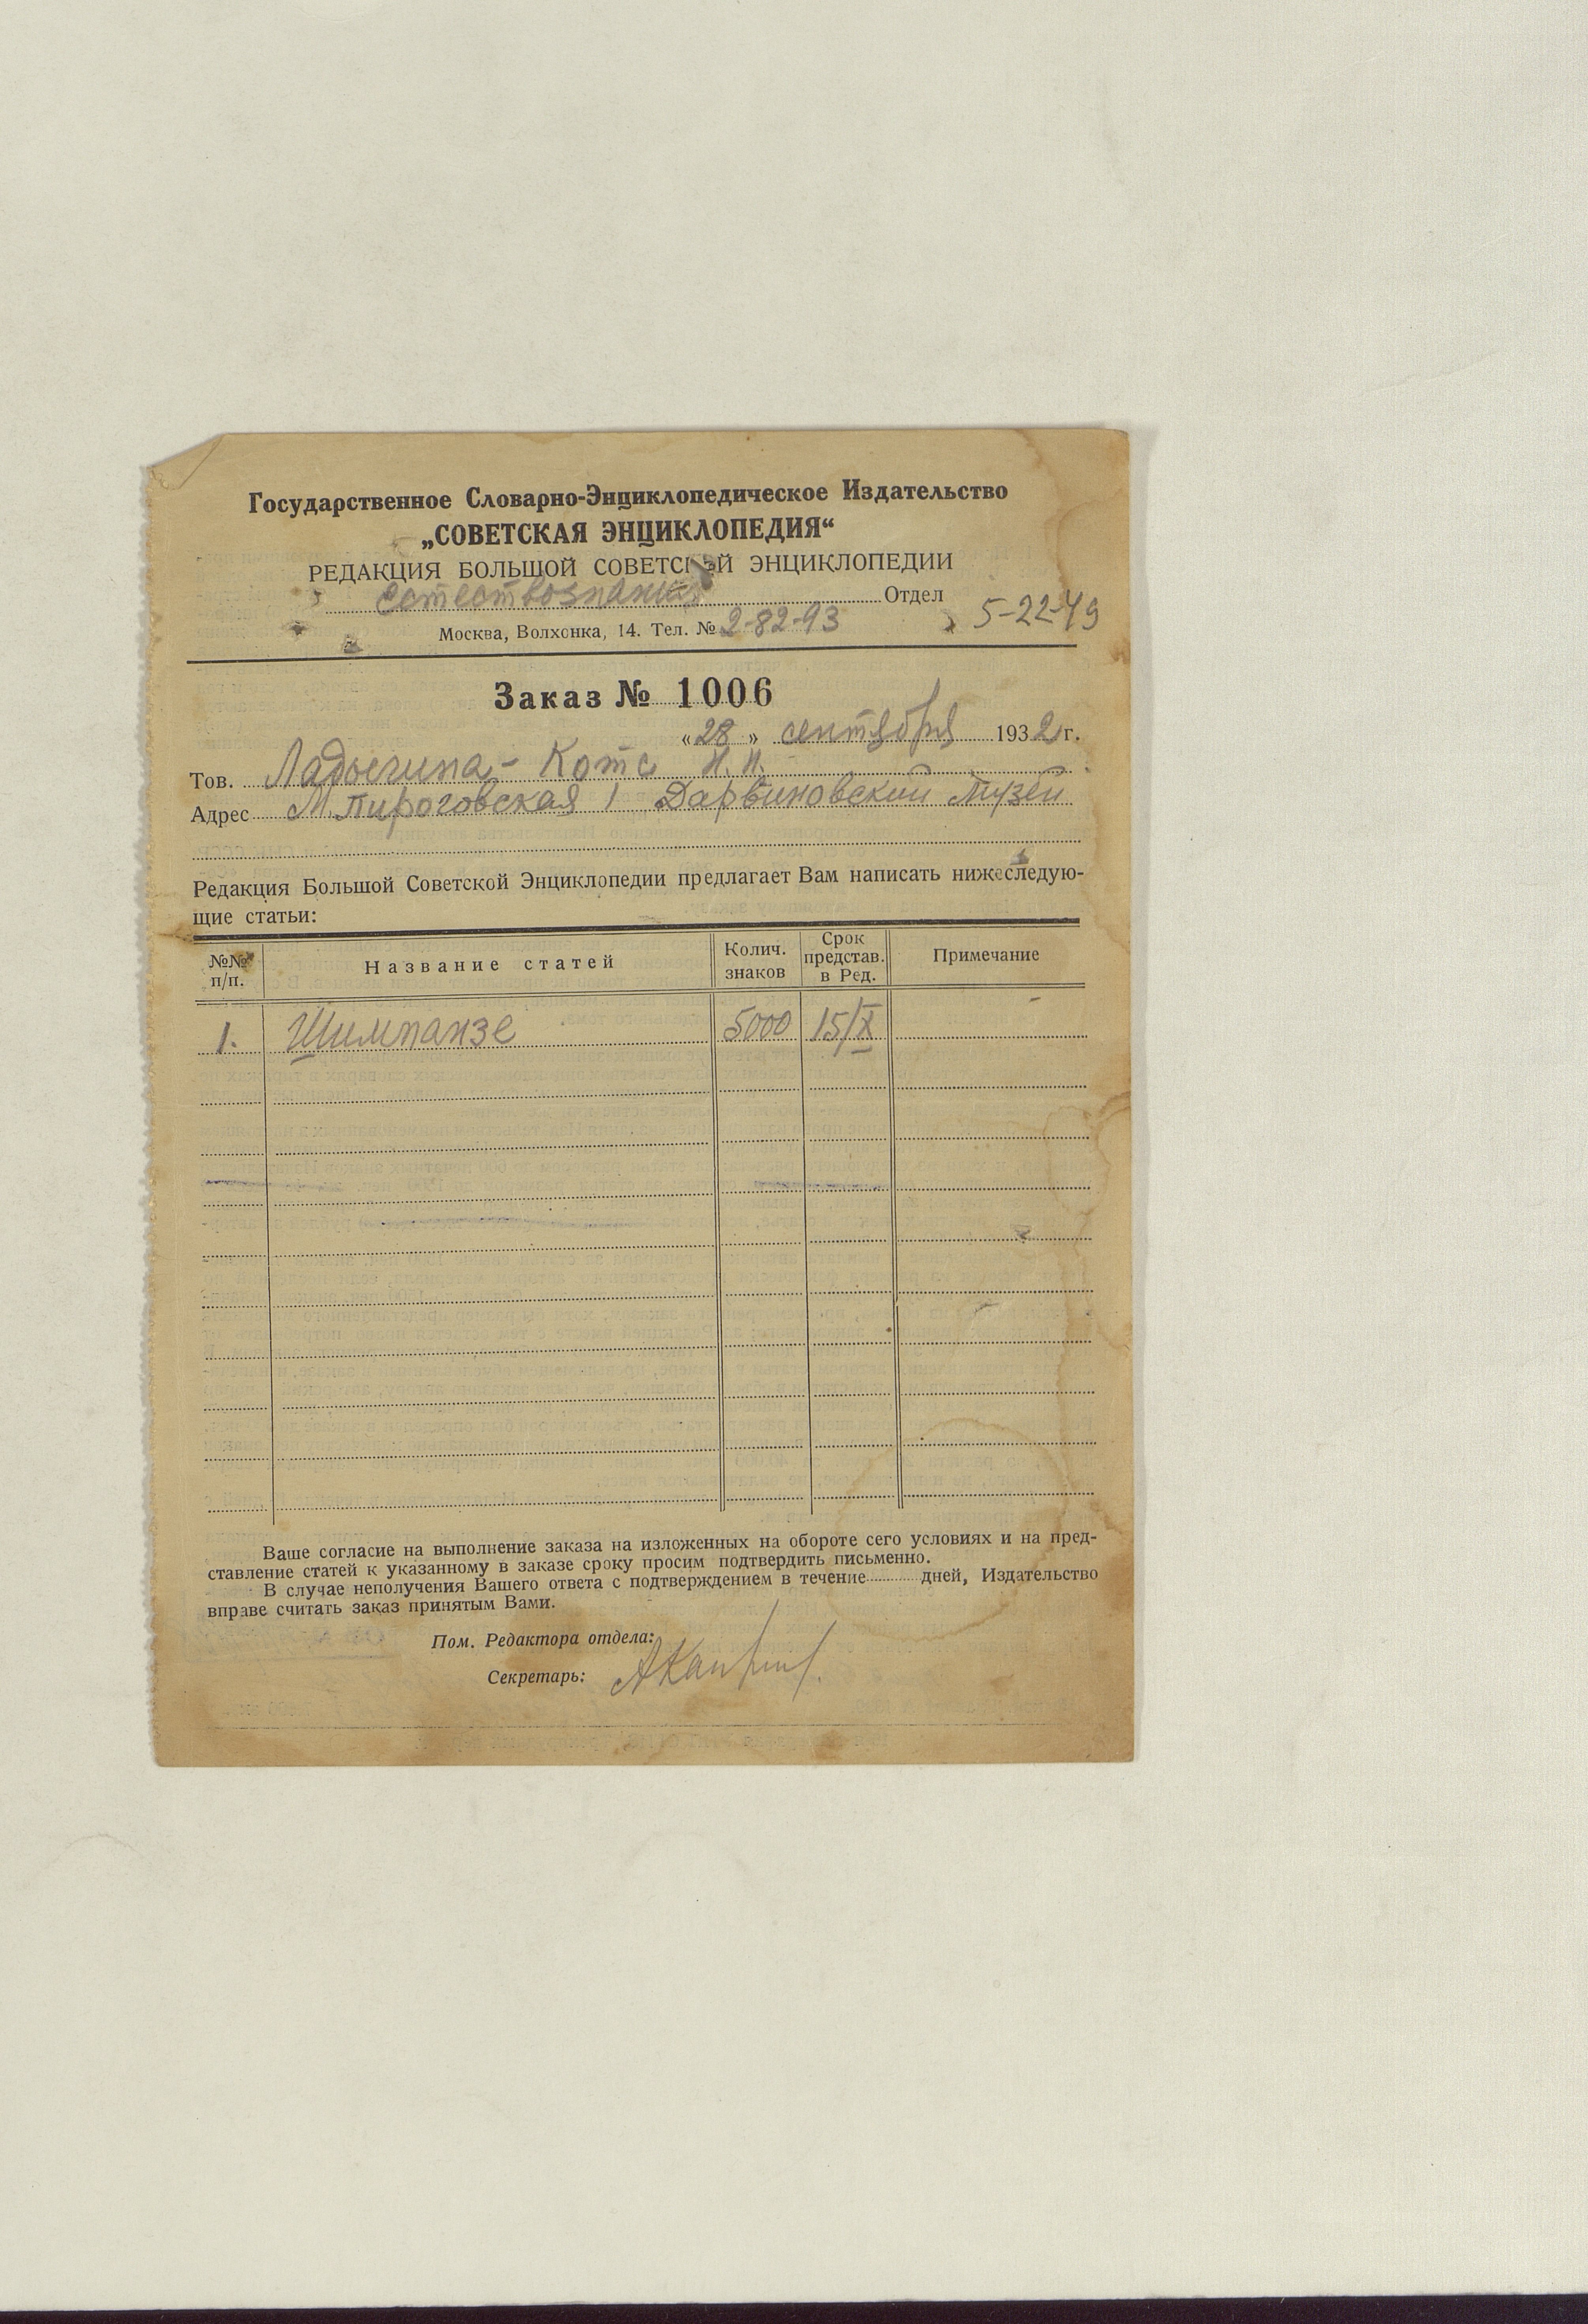 Государственное Словарно-Энциклопедическое Издательство
„СОВЕТСКАЯ ЭНЦИКЛОПЕДИЯ“
РЕДАКЦИЯ БОЛЬШОЙ СОВЕТСКОЙ ЭНЦИКЛОПЕДИИ
естествознания Отдел
Москва, Волхонка, 14. Тел. № 2-82-93 5-22-49
Заказ № 1006
« 28 » сентября 1932 г.
Тов. Ладыгина-Котс Н.Н.
Адрес М. Пироговская 1 Дарвиновский Музей
Редакция Большой Советской Энциклопедии предлагает Вам написать нижеследую-
щие статьи:
№№ п/п. Название статей Колич. знаков Срок представ. в Ред. Примечание
1. Шимпанзе 5000 15/X
Ваше согласие на выполнение заказа на изложенных на обороте сего условиях и на пред-
ставление статей к указанному в заказе сроку просим подтвердить письменно.
В случае неполучения Вашего ответа с подтверждением в течение дней, Издательство
вправе считать заказ принятым Вами.
Пом. Редактора отдела:
Секретарь: